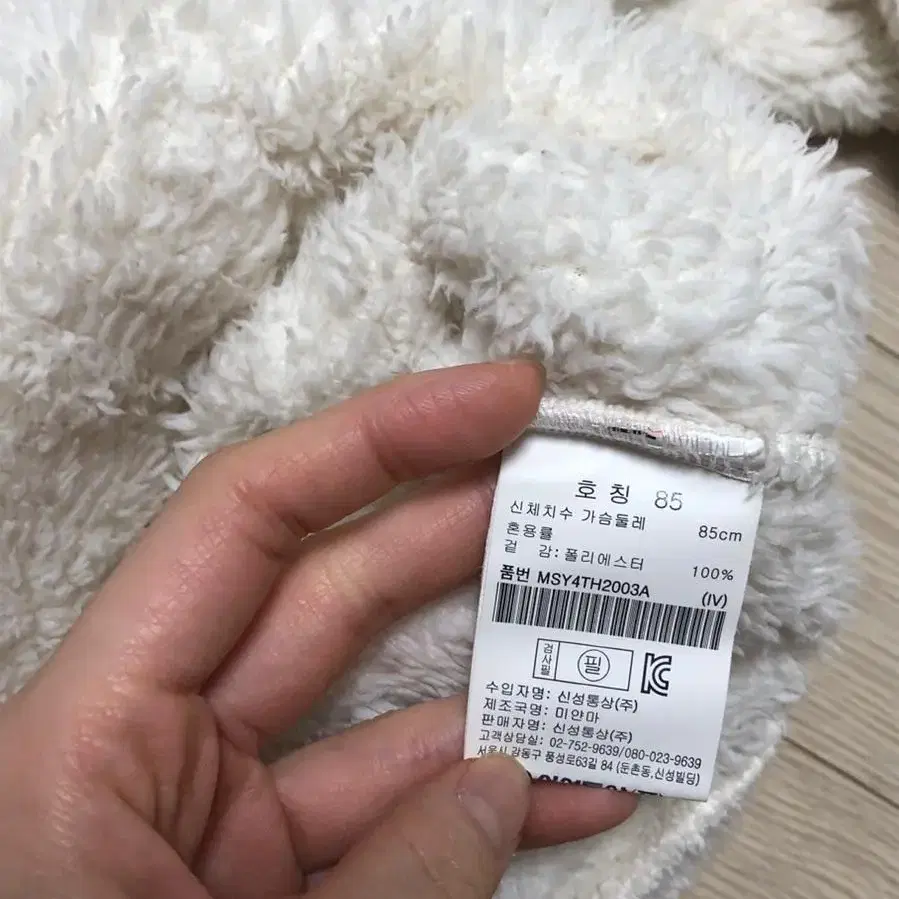 호칭 85
신체치수 가슴둘레 85cm
혼용률
겉 감: 폴리에스터 100%
품번 MSY4TH2003A (IV)
검사필 필
수입자명: 신성통상(주)
제조국명: 미얀마
판매자명: 신성통상(주)
고객상담실: 02-752-9639/080-023-9639
서울시 강동구 풍성로63길 84 (둔촌동,신성빌딩)